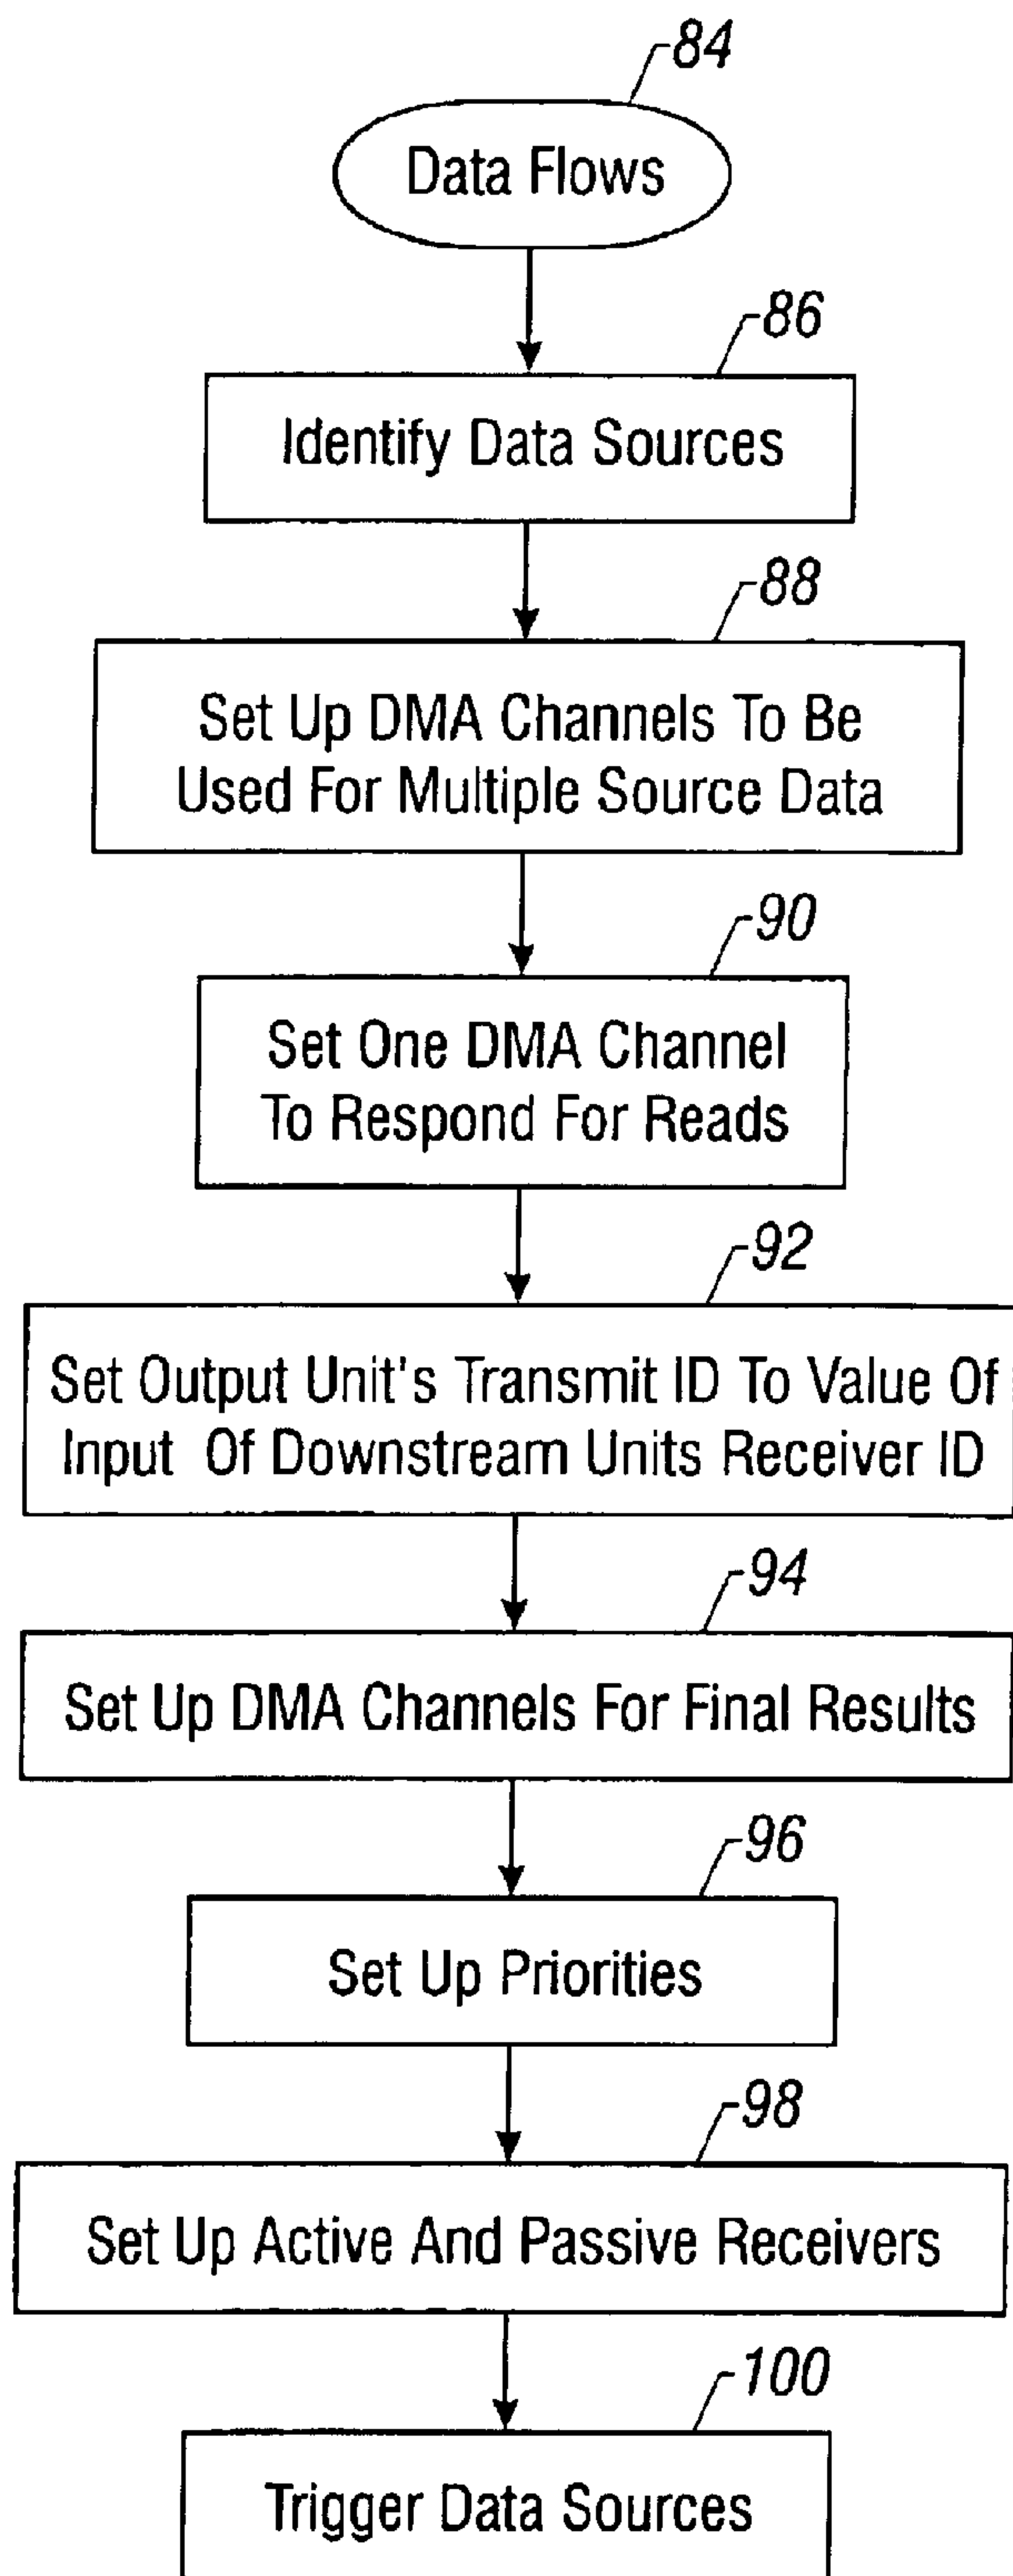 84
Data Flows
86
Identify Data Sources
88
Set Up DMA Channels To Be
Used For Multiple Source Data
90
Set One DMA Channel
To Respond For Reads
92
Set Output Unit's Transmit ID To Value Of
Input Of Downstream Units Receiver ID
94
Set Up DMA Channels For Final Results
96
Set Up Priorities
98
Set Up Active And Passive Receivers
100
Trigger Data Sources